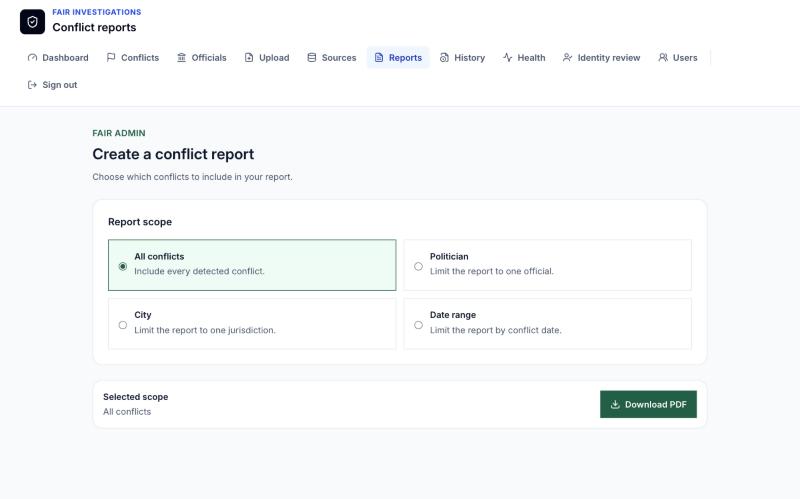 FAIR INVESTIGATIONS
Conflict reports
Dashboard
Conflicts
Officials
Upload
Sources
Reports
History
Health
Identity review
Users
Sign out
FAIR ADMIN
Create a conflict report
Choose which conflicts to include in your report.
Report scope
All conflicts
Include every detected conflict.
Politician
Limit the report to one official.
City
Limit the report to one jurisdiction.
Date range
Limit the report by conflict date.
Selected scope
All conflicts
Download PDF